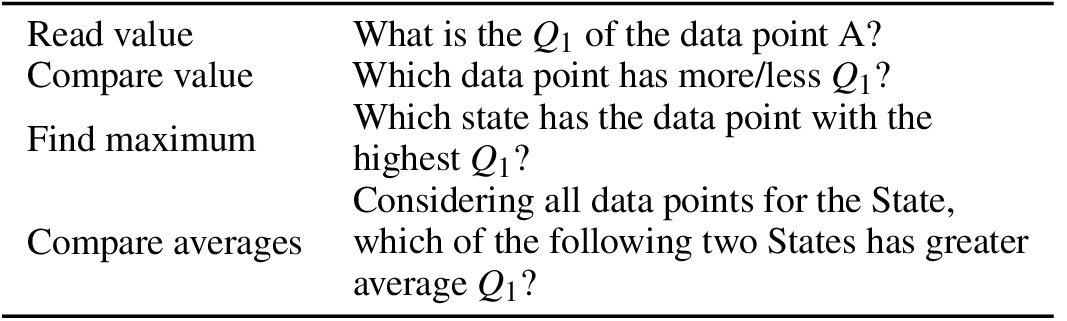 Read value What is the Q1 of the data point A?
Compare value Which data point has more/less Q1?
Find maximum Which state has the data point with the
highest Q1?
Considering all data points for the State,
Compare averages which of the following two States has greater
average Q1?